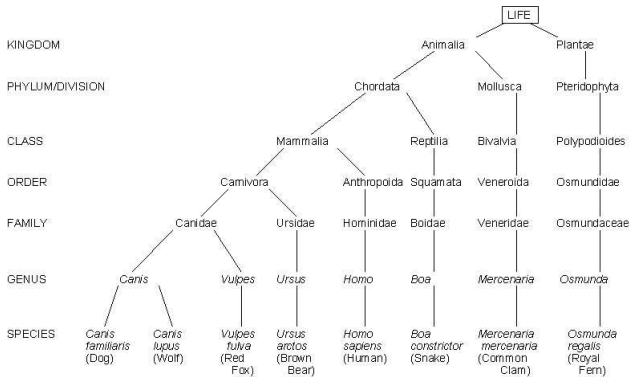 LIFE
KINGDOM Animalia Plantae
PHYLUM/DIVISION Chordata Mollusca Pteridophyta
CLASS Mammalia Reptilia Bivalvia Polypodioides
ORDER Carnivora Anthropoida Squamata Veneroida Osmundidae
FAMILY Canidae Ursidae Hominidae Boidae Veneridae Osmundaceae
GENUS Canis Vulpes Ursus Homo Boa Mercenaria Osmunda
SPECIES Canis Canis Vulpes Ursus Homo Boa Mercenaria Osmunda
familiaris lupus fulva arctos sapiens constrictor mercenaria regalis
(Dog) (Wolf) (Red (Brown (Human) (Snake) (Common (Royal
Fox) Bear) Clam) Fern)